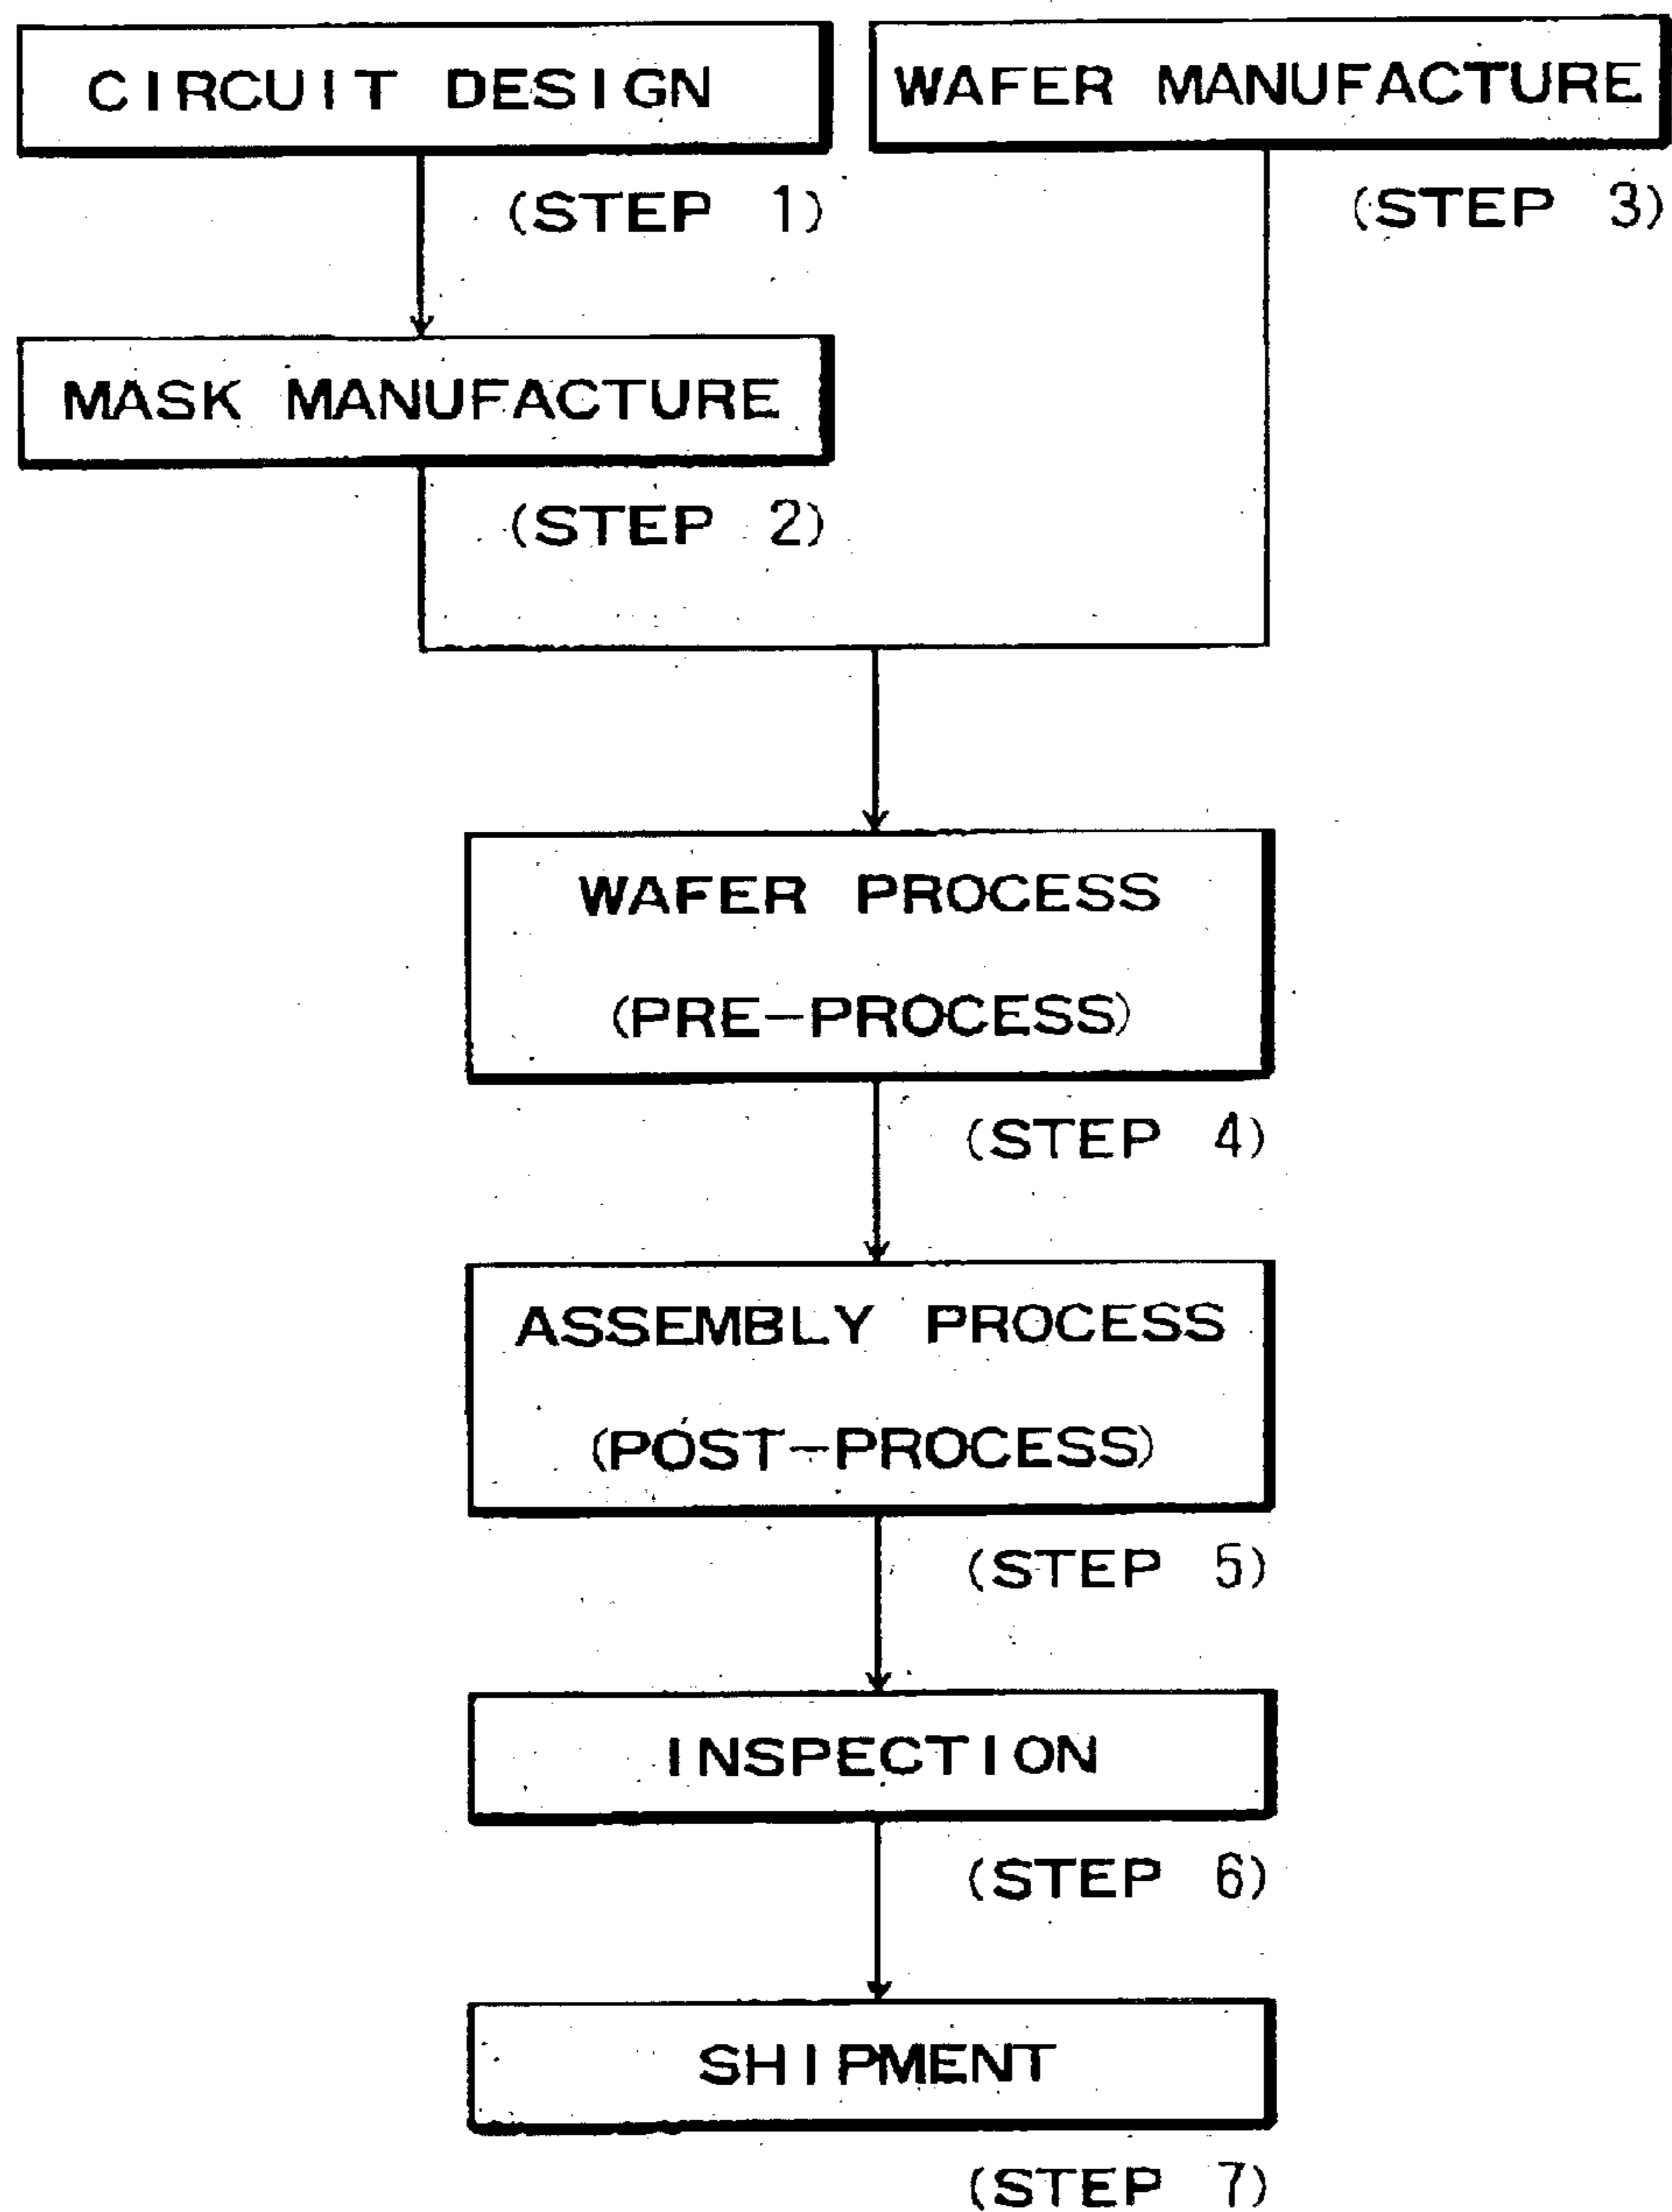 CIRCUIT DESIGN
(STEP 1)
MASK MANUFACTURE
(STEP 2)
WAFER MANUFACTURE
(STEP 3)
WAFER PROCESS
(PRE-PROCESS)
(STEP 4)
ASSEMBLY PROCESS
(POST-PROCESS)
(STEP 5)
INSPECTION
(STEP 6)
SHIPMENT
(STEP 7)